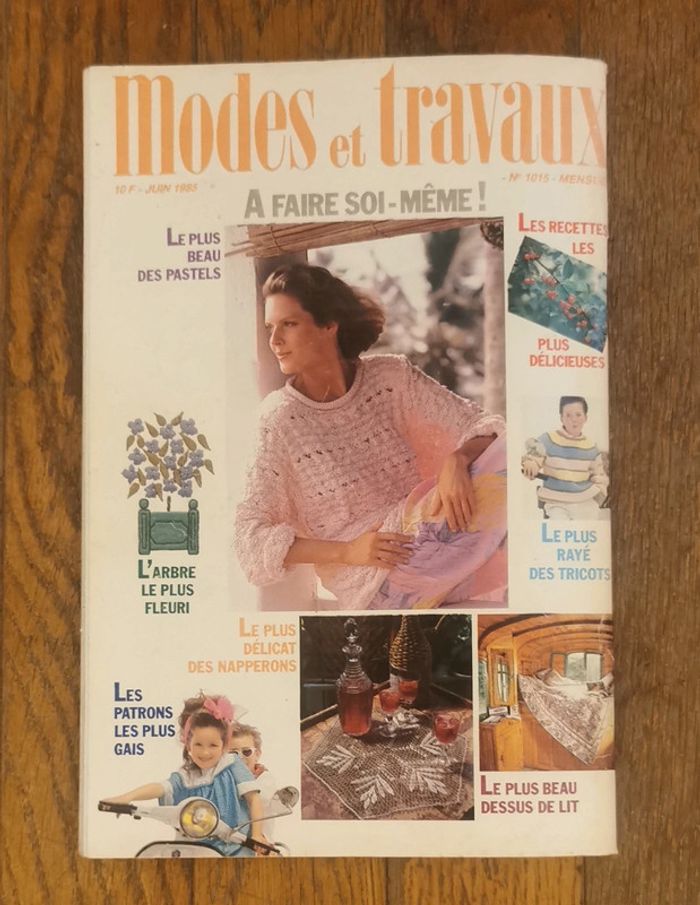 modes et travaux
10 F - JUIN 1985
- N° 1015 - MENSUEL
A FAIRE SOI-MÊME !
LE PLUS
BEAU
DES PASTELS
LES RECETTES
LES
PLUS
DÉLICIEUSES
L'ARBRE
LE PLUS
FLEURI
LE PLUS
RAYÉ
DES TRICOTS
LE PLUS
DÉLICAT
DES NAPPERONS
LES
PATRONS
LES PLUS
GAIS
LE PLUS BEAU
DESSUS DE LIT